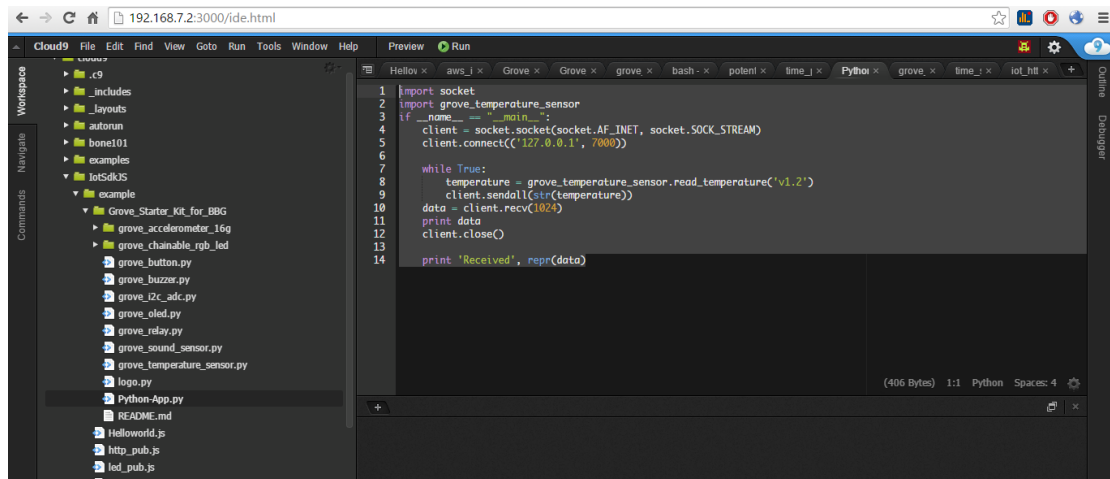 192.168.7.2:3000/ide.html
Cloud9 File Edit Find View Goto Run Tools Window Help Preview Run
Workspace
Navigate
Commands
.c9
_includes
_layouts
autorun
bone101
examples
IotSdkJS
example
Grove_Starter_Kit_for_BBG
grove_accelerometer_16g
grove_chainable_rgb_led
grove_button.py
grove_buzzer.py
grove_i2c_adc.py
grove_oled.py
grove_relay.py
grove_sound_sensor.py
grove_temperature_sensor.py
logo.py
Python-App.py
README.md
Helloworld.js
http_pub.js
led_pub.js
Hellov × aws_i × Grove × Grove × grove_ × bash - × potent × time_j × Python × grove_ × time_s × iot_htt × +
1 import socket
2 import grove_temperature_sensor
3 if __name__ == "__main__":
4 client = socket.socket(socket.AF_INET, socket.SOCK_STREAM)
5 client.connect(('127.0.0.1', 7000))
6
7 while True:
8 temperature = grove_temperature_sensor.read_temperature('v1.2')
9 client.sendall(str(temperature))
10 data = client.recv(1024)
11 print data
12 client.close()
13
14 print 'Received', repr(data)
(406 Bytes) 1:1 Python Spaces: 4
+
Outline
Debugger